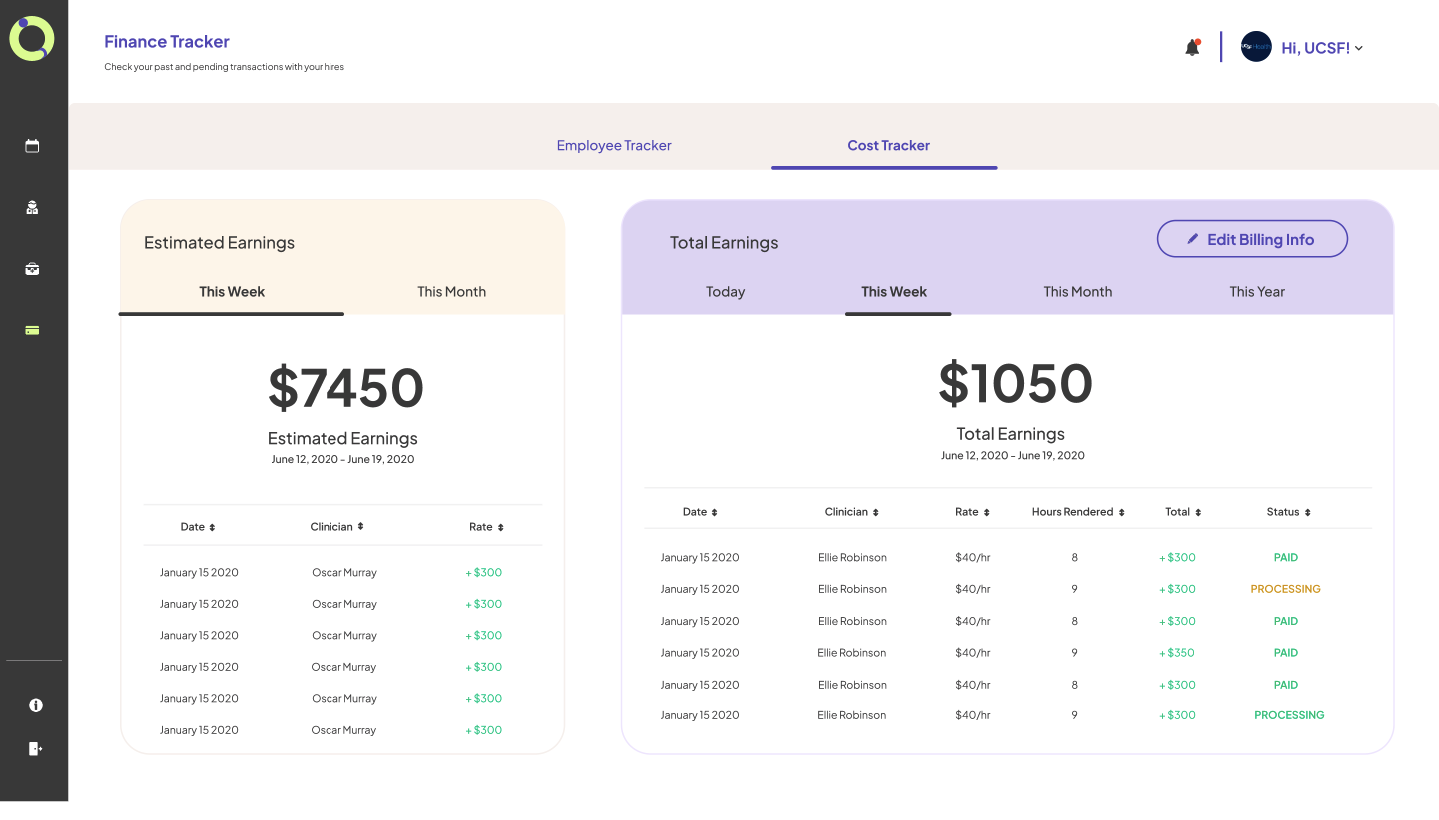 Finance Tracker
Check your past and pending transactions with your hires
UCSF Health
Hi, UCSF!
Employee Tracker
Cost Tracker
Estimated Earnings
This Week
This Month
$7450
Estimated Earnings
June 12, 2020 - June 19, 2020
Date Clinician Rate
January 15 2020 Oscar Murray + $300
January 15 2020 Oscar Murray + $300
January 15 2020 Oscar Murray + $300
January 15 2020 Oscar Murray + $300
January 15 2020 Oscar Murray + $300
January 15 2020 Oscar Murray + $300
Total Earnings
Edit Billing Info
Today
This Week
This Month
This Year
$1050
Total Earnings
June 12, 2020 - June 19, 2020
Date Clinician Rate Hours Rendered Total Status
January 15 2020 Ellie Robinson $40/hr 8 + $300 PAID
January 15 2020 Ellie Robinson $40/hr 9 + $300 PROCESSING
January 15 2020 Ellie Robinson $40/hr 8 + $300 PAID
January 15 2020 Ellie Robinson $40/hr 9 + $350 PAID
January 15 2020 Ellie Robinson $40/hr 8 + $300 PAID
January 15 2020 Ellie Robinson $40/hr 9 + $300 PROCESSING